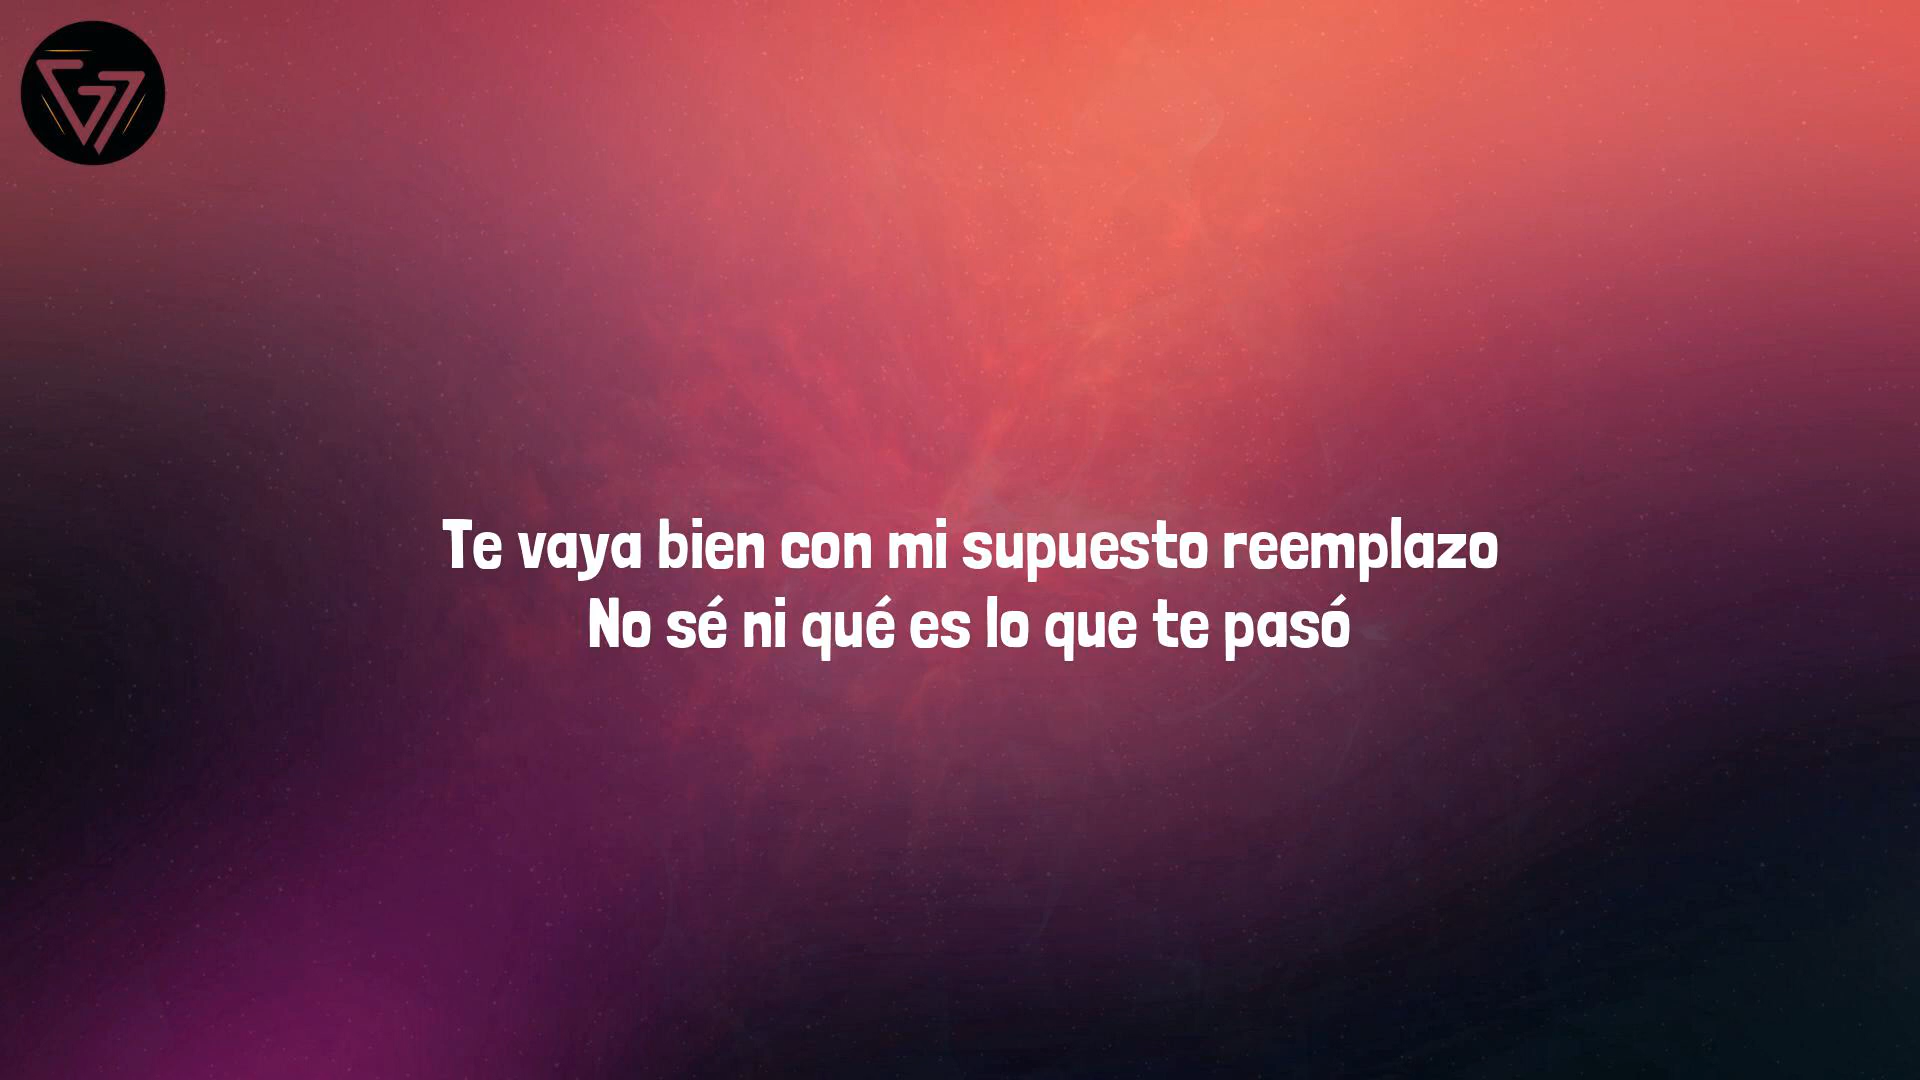 Te vaya bien con mi supuesto reemplazo
No sé ni qué es lo que te pasó